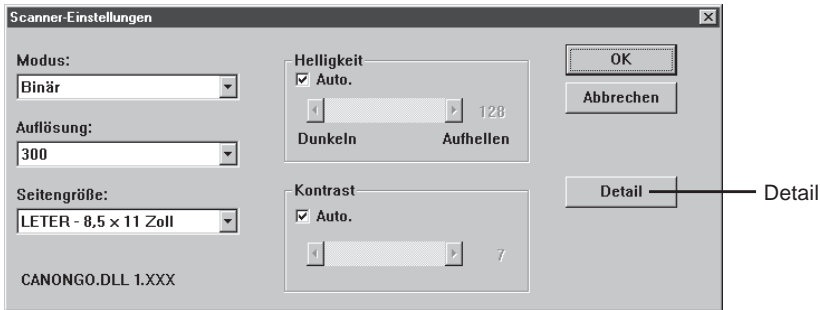 Scanner-Einstellungen
Modus:
Binär
Auflösung:
300
Seitengröße:
LETER - 8,5 x 11 Zoll
CANONGO.DLL 1.XXX
Helligkeit
Auto.
128
Dunkeln Aufhellen
Kontrast
Auto.
7
OK
Abbrechen
Detail
Detail